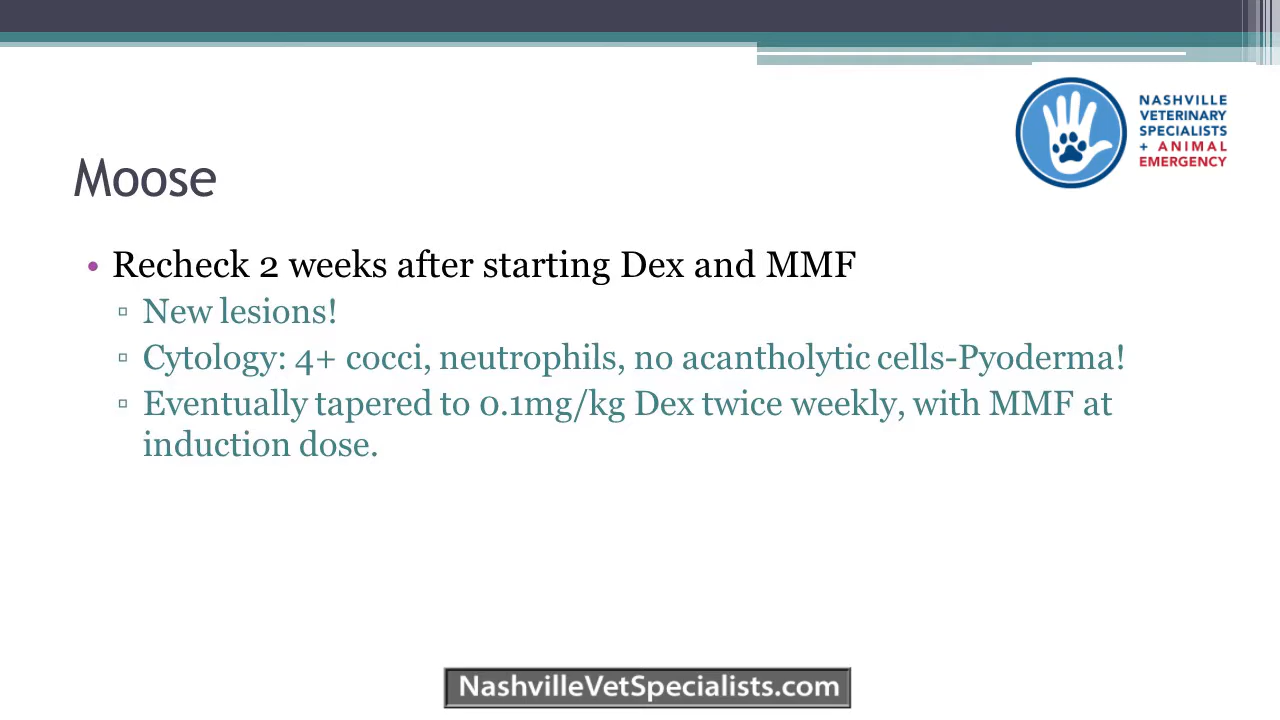 NASHVILLE
VETERINARY
SPECIALISTS
+ ANIMAL
EMERGENCY
Moose
• Recheck 2 weeks after starting Dex and MMF
▫ New lesions!
▫ Cytology: 4+ cocci, neutrophils, no acantholytic cells-Pyoderma!
▫ Eventually tapered to 0.1mg/kg Dex twice weekly, with MMF at
induction dose.
NashvilleVetSpecialists.com